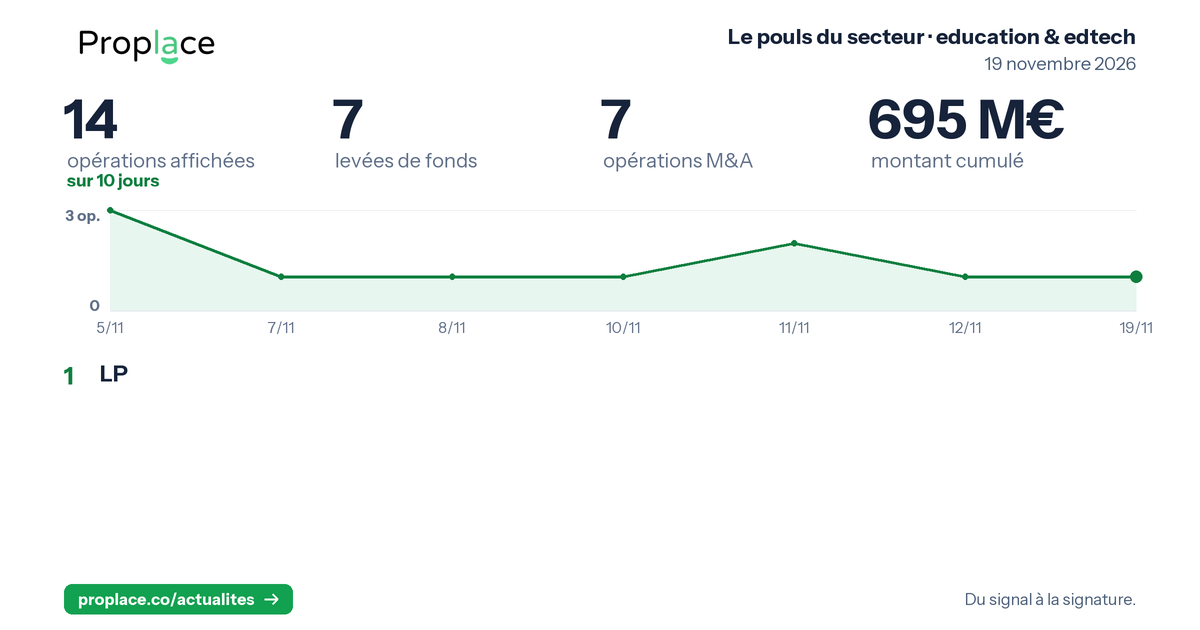 Proplace
Le pouls du secteur · education & edtech
19 novembre 2026
14
opérations affichées
sur 10 jours
7
levées de fonds
7
opérations M&A
695 M€
montant cumulé
3 op.
0
5/11
7/11
8/11
10/11
11/11
12/11
19/11
1 LP
proplace.co/actualites →
Du signal à la signature.